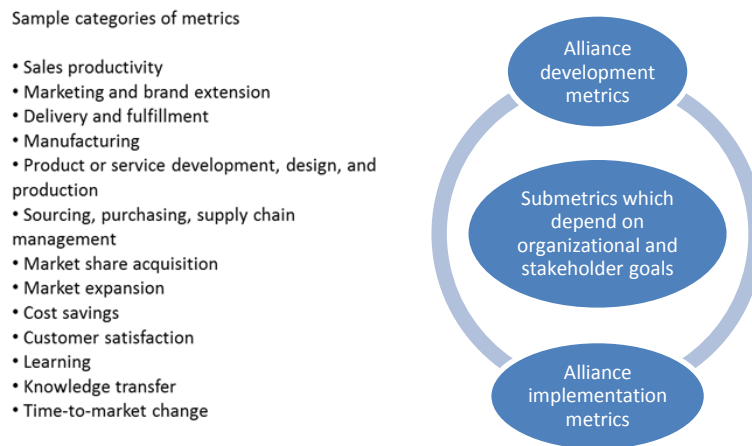 Sample categories of metrics
• Sales productivity
• Marketing and brand extension
• Delivery and fulfillment
• Manufacturing
• Product or service development, design, and
production
• Sourcing, purchasing, supply chain
management
• Market share acquisition
• Market expansion
• Cost savings
• Customer satisfaction
• Learning
• Knowledge transfer
• Time-to-market change
Alliance
development
metrics
Submetrics which
depend on
organizational and
stakeholder goals
Alliance
implementation
metrics